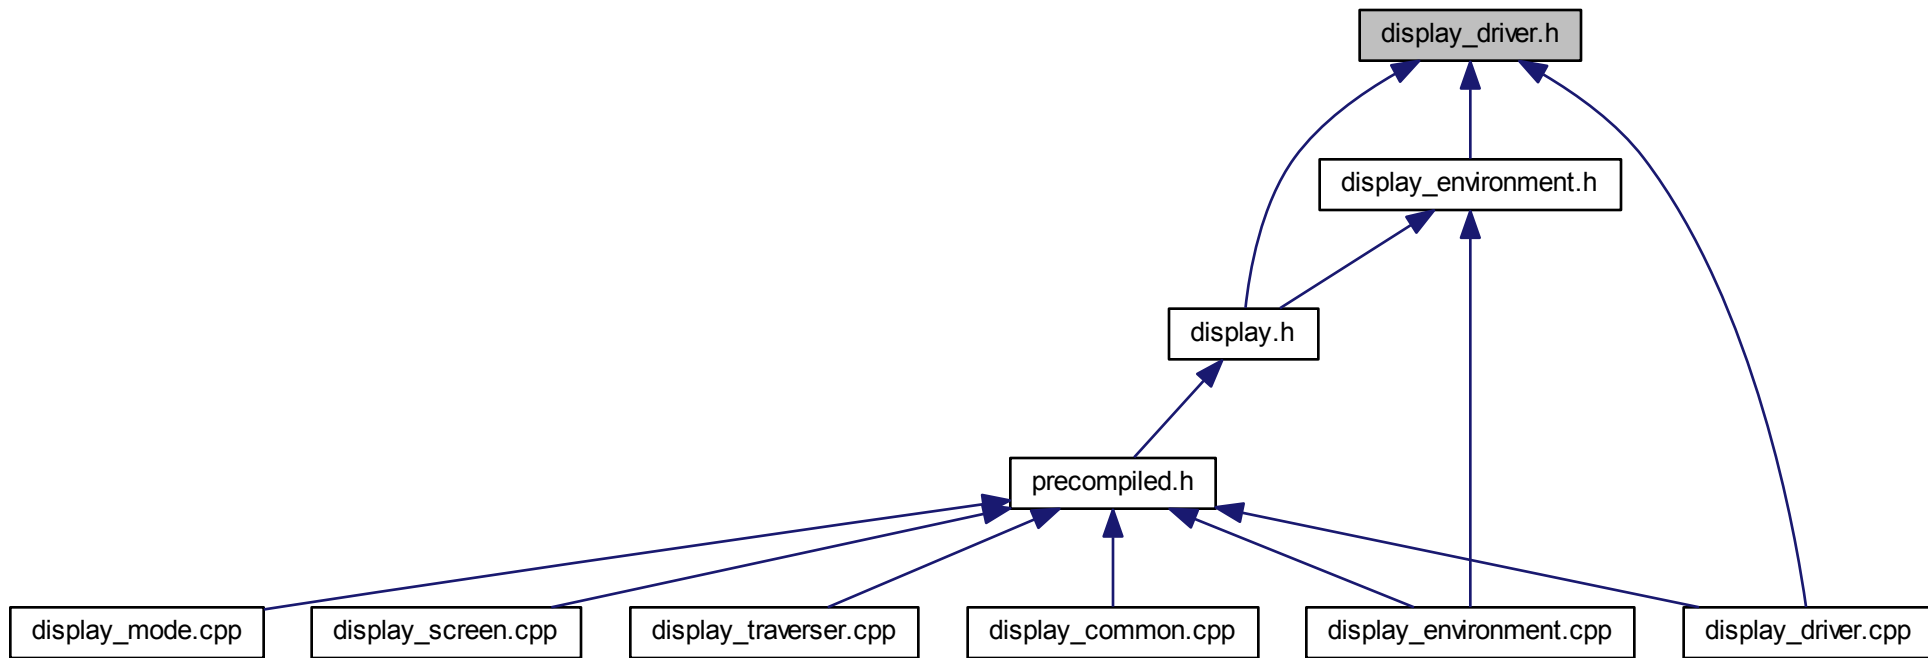 display_driver.h
display_environment.h
display.h
precompiled.h
display_mode.cpp
display_screen.cpp
display_traverser.cpp
display_common.cpp
display_environment.cpp
display_driver.cpp